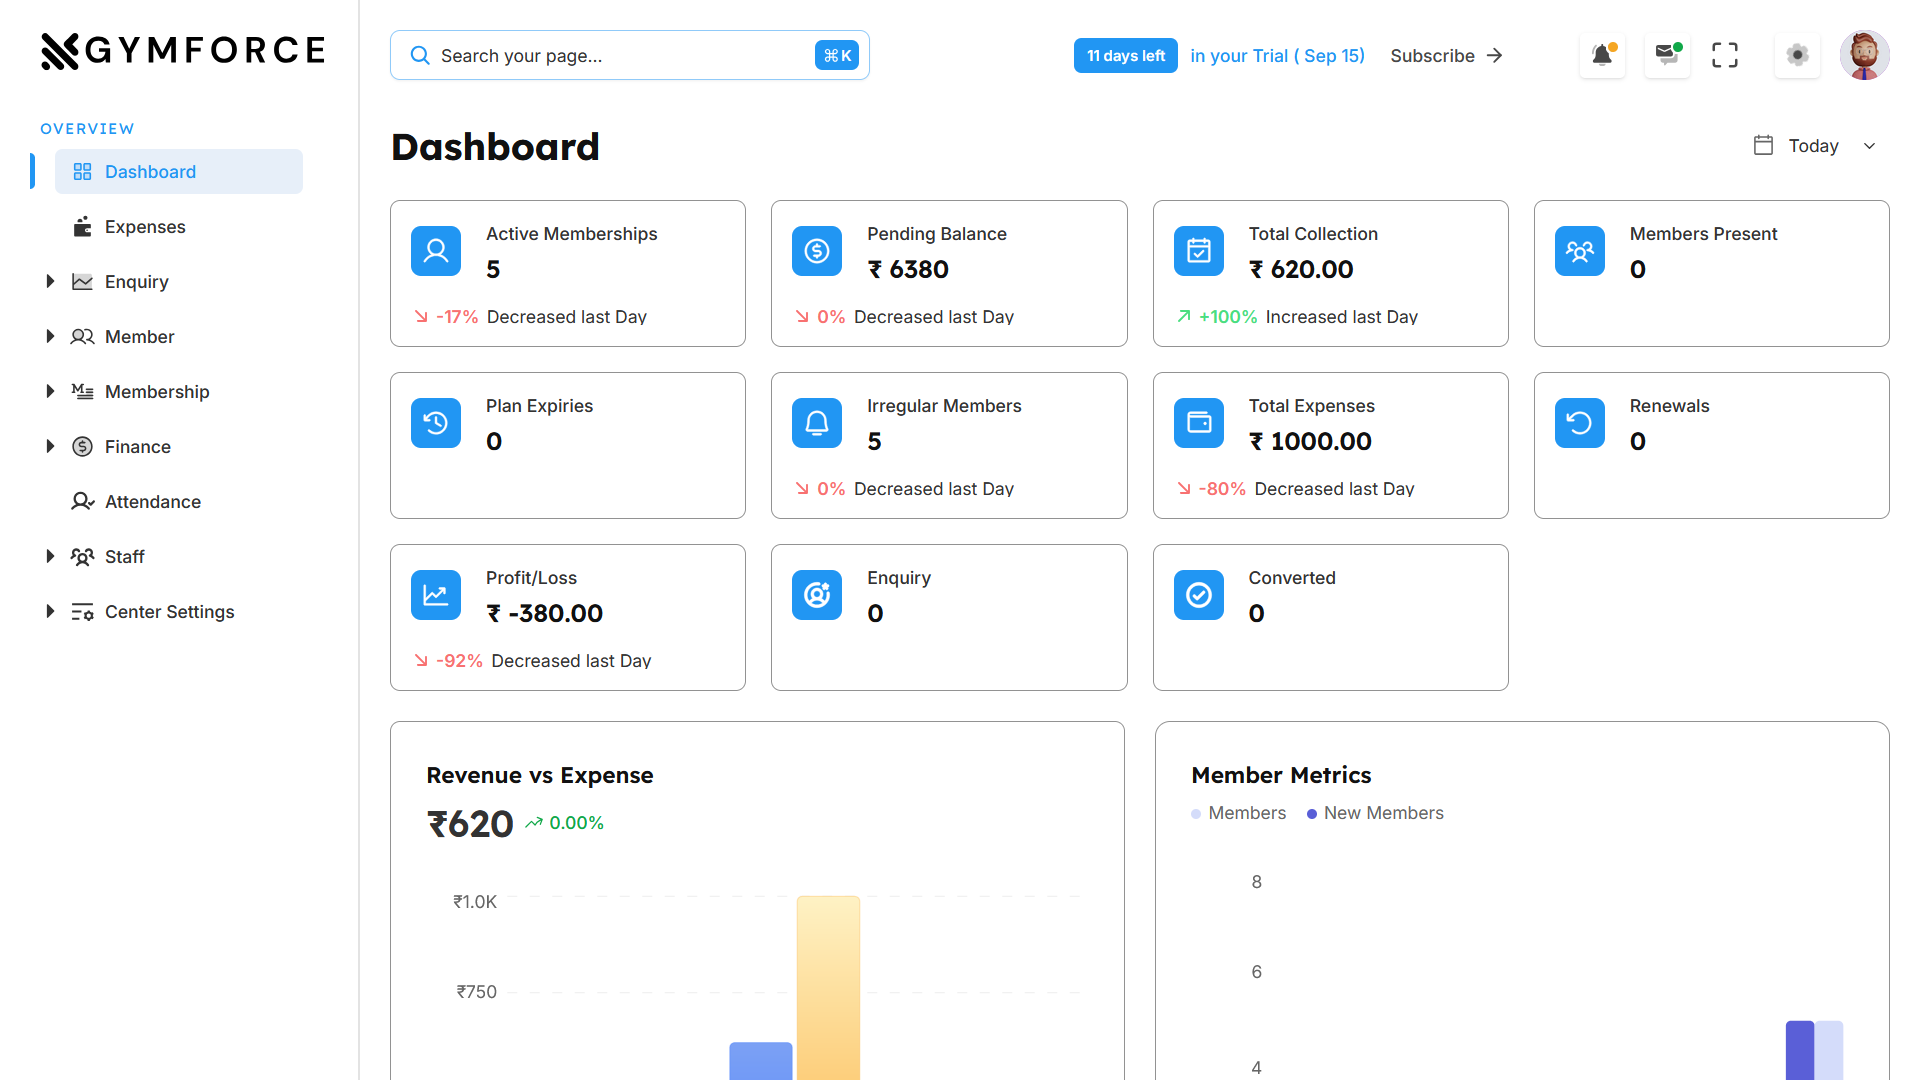 GYMFORCE
Search your page...
⌘K
11 days left in your Trial ( Sep 15) Subscribe
OVERVIEW
Dashboard
Expenses
Enquiry
Member
Membership
Finance
Attendance
Staff
Center Settings
Dashboard
Today
Active Memberships
5
-17% Decreased last Day
Pending Balance
₹ 6380
0% Decreased last Day
Total Collection
₹ 620.00
+100% Increased last Day
Members Present
0
Plan Expiries
0
Irregular Members
5
0% Decreased last Day
Total Expenses
₹ 1000.00
-80% Decreased last Day
Renewals
0
Profit/Loss
₹ -380.00
-92% Decreased last Day
Enquiry
0
Converted
0
Revenue vs Expense
₹620 0.00%
₹1.0K
₹750
Member Metrics
Members New Members
8
6
4